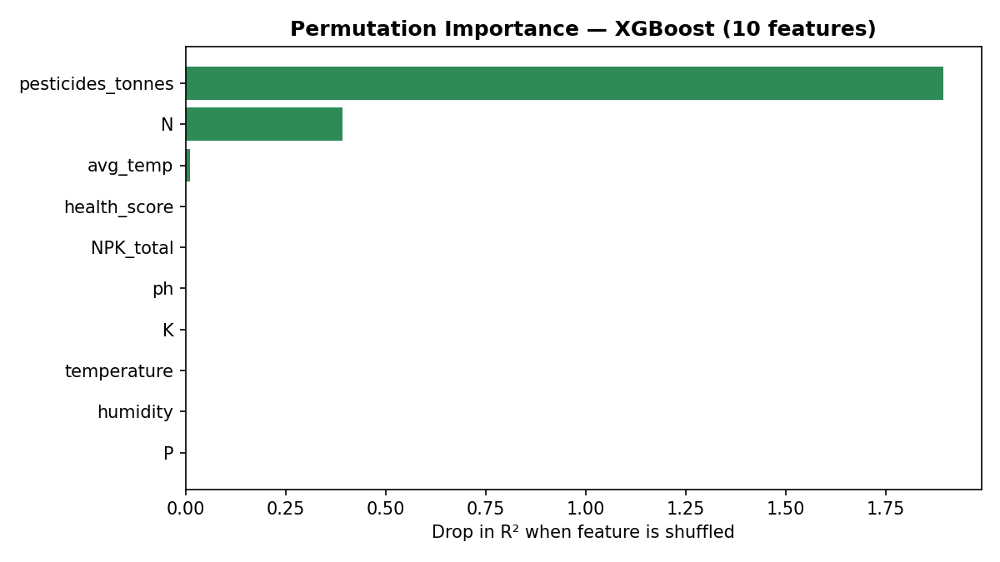 Permutation Importance — XGBoost (10 features)
pesticides_tonnes
N
avg_temp
health_score
NPK_total
ph
K
temperature
humidity
P
0.00 0.25 0.50 0.75 1.00 1.25 1.50 1.75
Drop in R² when feature is shuffled